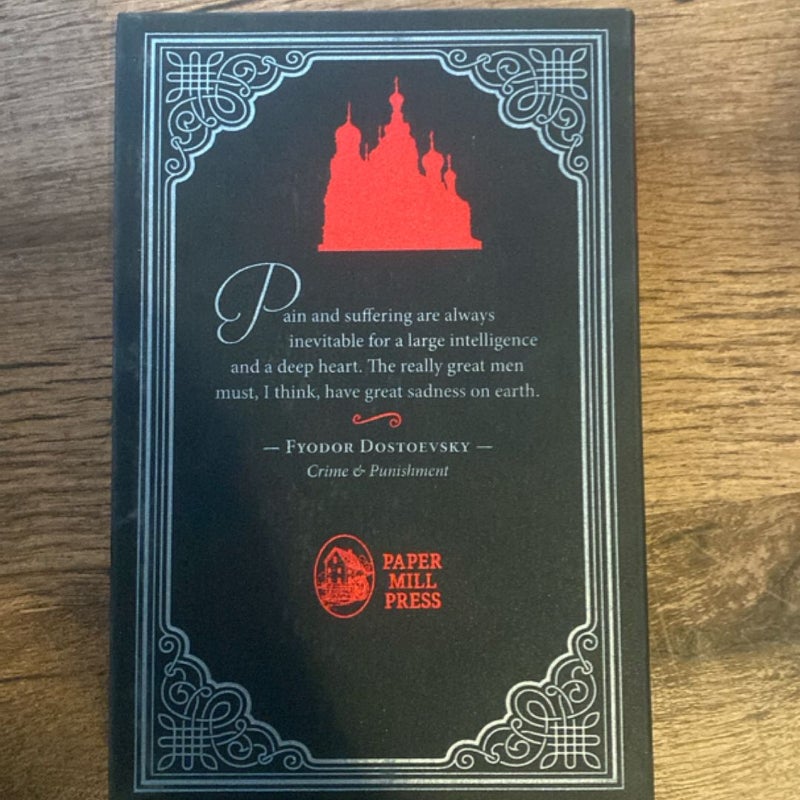 Pain and suffering are always
inevitable for a large intelligence
and a deep heart. The really great men
must, I think, have great sadness on earth.
— Fyodor Dostoevsky —
Crime & Punishment
PAPER
MILL
PRESS